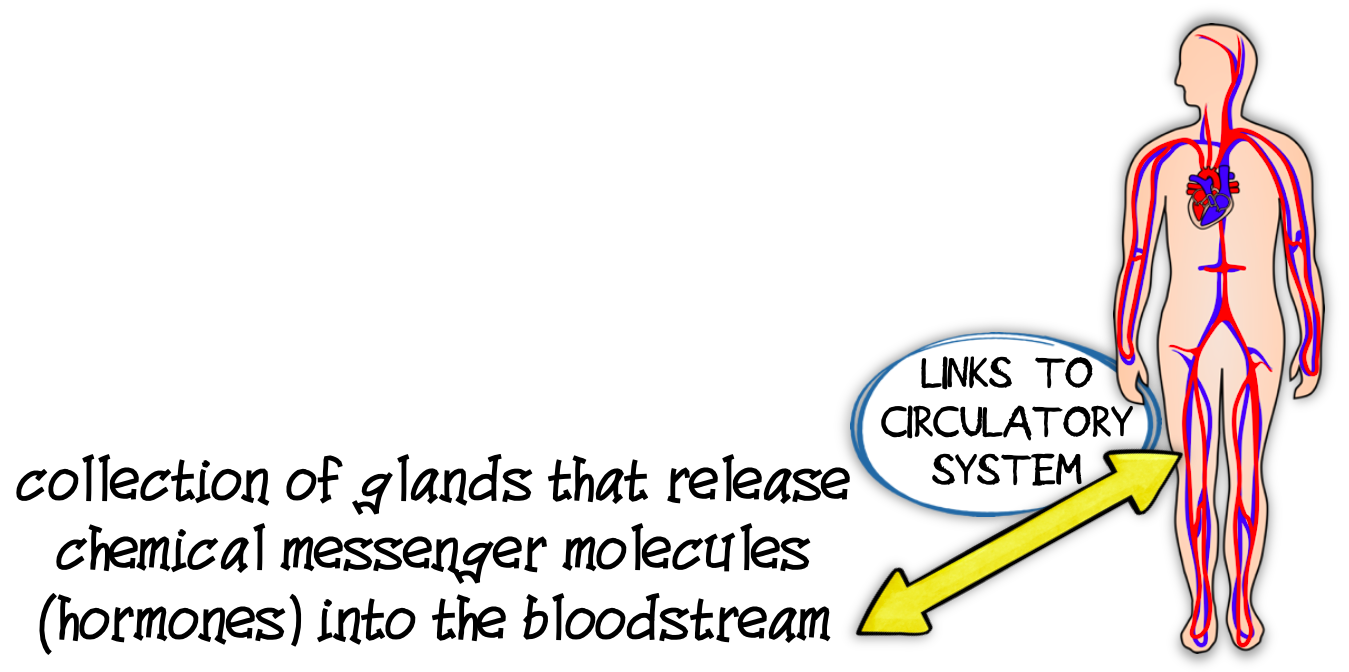 LINKS TO
CIRCULATORY
SYSTEM
collection of glands that release
chemical messenger molecules
(hormones) into the bloodstream